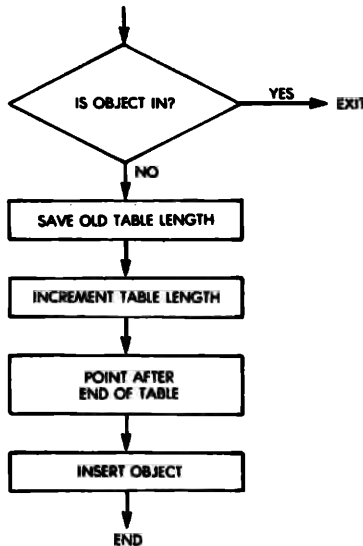 IS OBJECT IN?
YES
EXIT
NO
SAVE OLD TABLE LENGTH
INCREMENT TABLE LENGTH
POINT AFTER
END OF TABLE
INSERT OBJECT
END